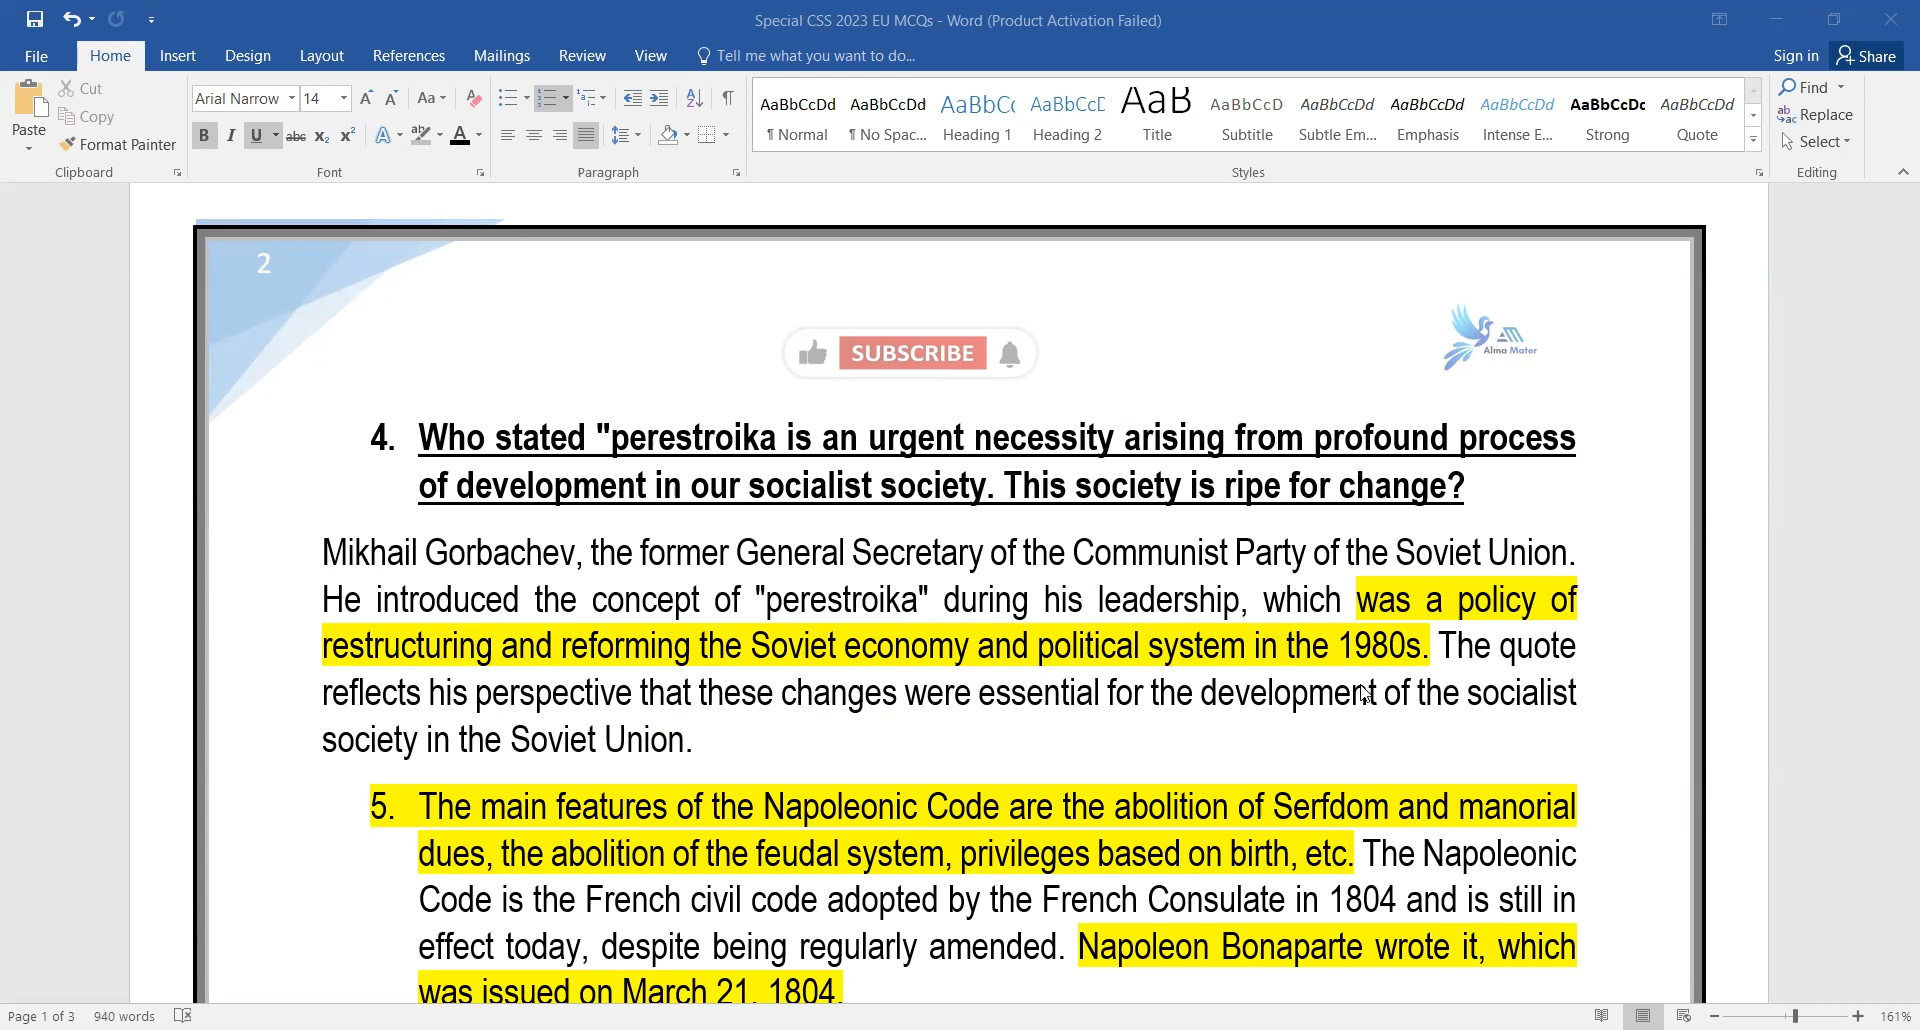 Special CSS 2023 EU MCQs - Word (Product Activation Failed)
File Home Insert Design Layout References Mailings Review View Tell me what you want to do... Sign in Share
Paste
Cut
Copy
Format Painter
Clipboard
Arial Narrow 14
Font
Paragraph
AaBbCcDd AaBbCcDd AaBbCc AaBbCcD AaB AaBbCcD AaBbCcDd AaBbCcDd AaBbCcDd AaBbCcDc AaBbCcDd
¶ Normal ¶ No Spac... Heading 1 Heading 2 Title Subtitle Subtle Em... Emphasis Intense E... Strong Quote
Styles
Find
Replace
Select
Editing
2
SUBSCRIBE
Alma Mater
4. Who stated "perestroika is an urgent necessity arising from profound process
of development in our socialist society. This society is ripe for change?
Mikhail Gorbachev, the former General Secretary of the Communist Party of the Soviet Union.
He introduced the concept of "perestroika" during his leadership, which was a policy of
restructuring and reforming the Soviet economy and political system in the 1980s. The quote
reflects his perspective that these changes were essential for the development of the socialist
society in the Soviet Union.
5. The main features of the Napoleonic Code are the abolition of Serfdom and manorial
dues, the abolition of the feudal system, privileges based on birth, etc. The Napoleonic
Code is the French civil code adopted by the French Consulate in 1804 and is still in
effect today, despite being regularly amended. Napoleon Bonaparte wrote it, which
was issued on March 21, 1804.
Page 1 of 3 940 words 161%